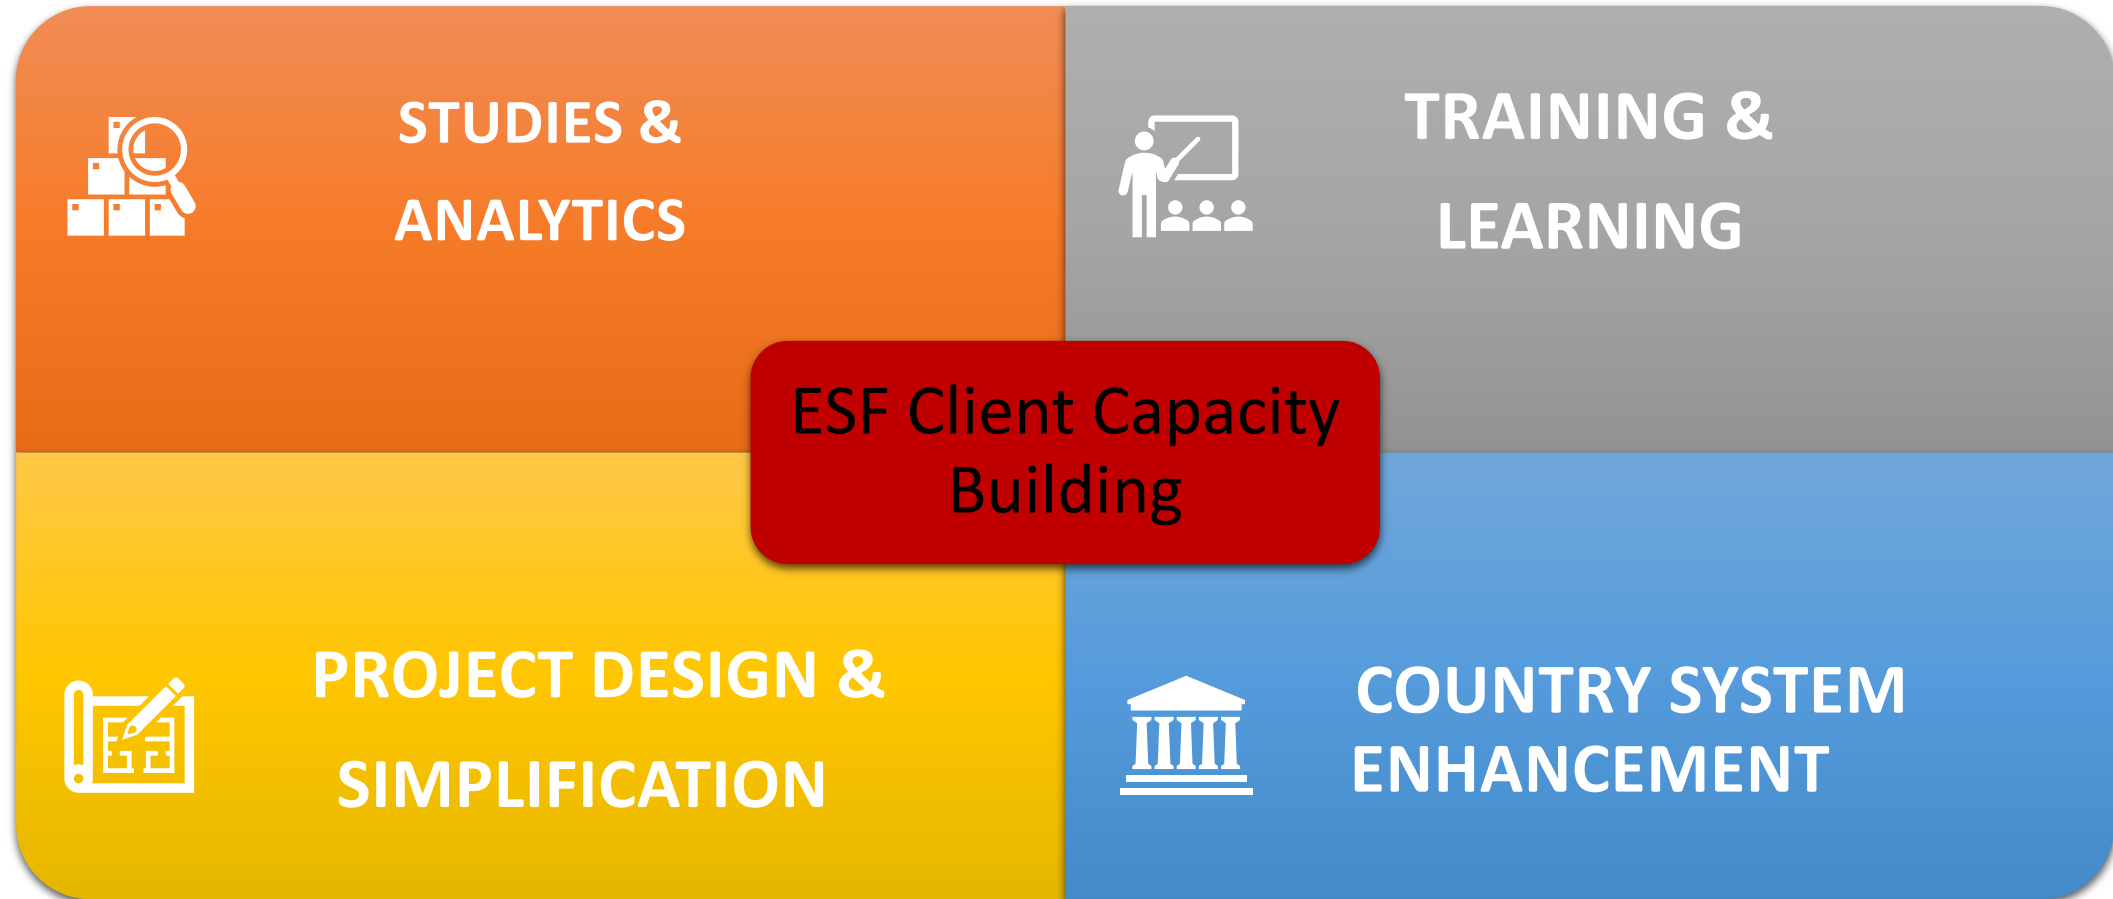 STUDIES &
ANALYTICS
TRAINING &
LEARNING
ESF Client Capacity
Building
PROJECT DESIGN &
SIMPLIFICATION
COUNTRY SYSTEM
ENHANCEMENT